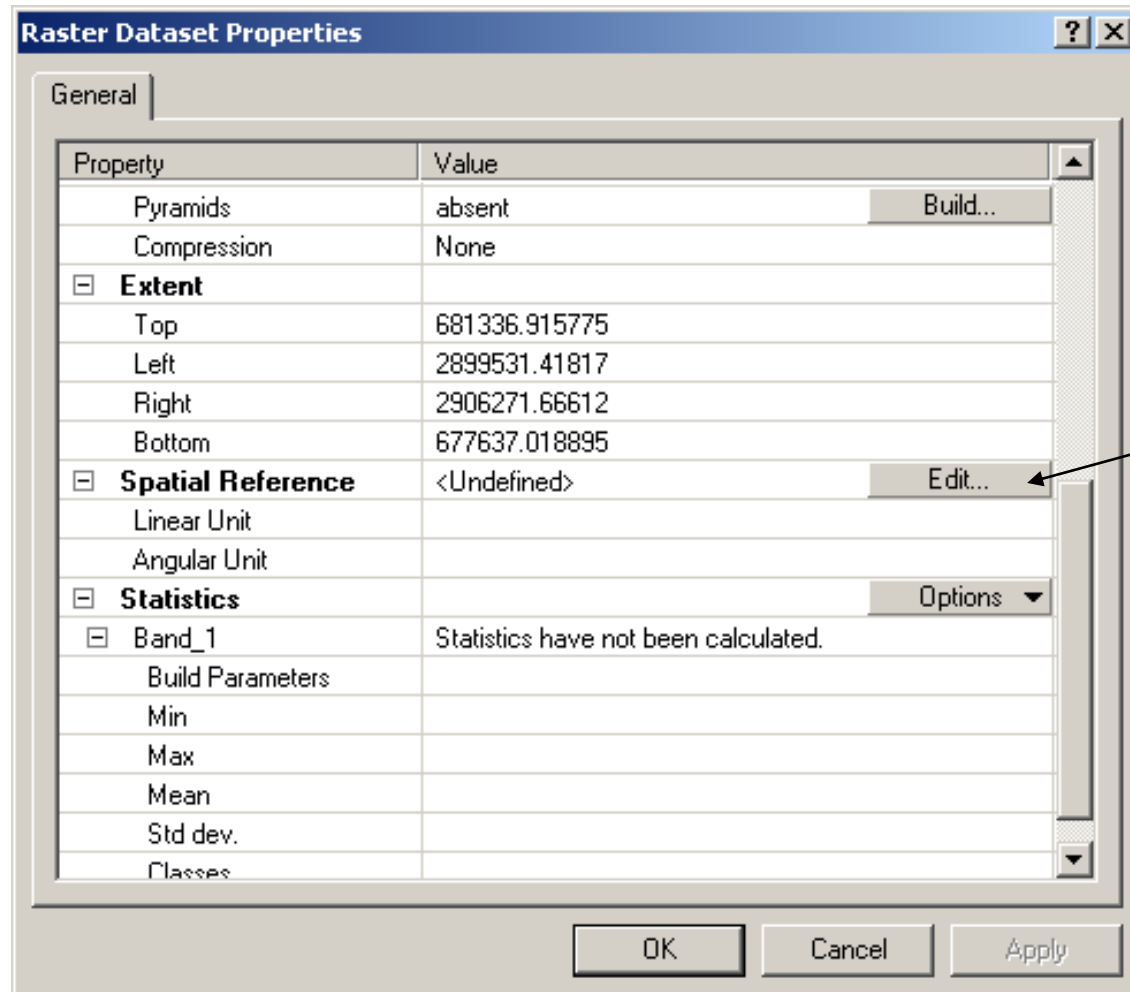 Raster Dataset Properties
General
Property Value
Pyramids absent Build...
Compression None
Extent
Top 681336.915775
Left 2899531.41817
Right 2906271.66612
Bottom 677637.018895
Spatial Reference <Undefined> Edit...
Linear Unit
Angular Unit
Statistics Options
Band_1 Statistics have not been calculated.
Build Parameters
Min
Max
Mean
Std dev.
Classes
OK Cancel Apply